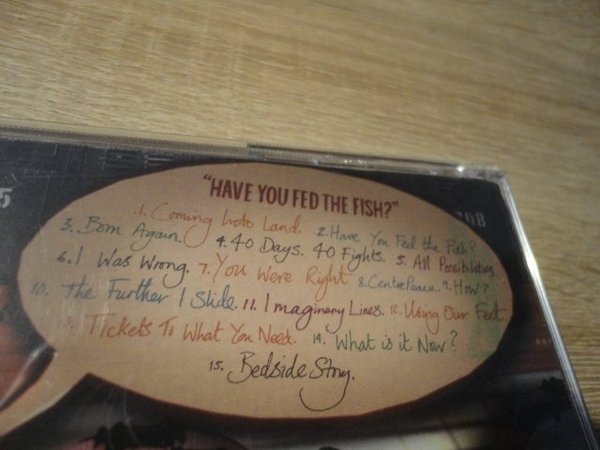 "HAVE YOU FED THE FISH?"
1. Coming Into Land. 2. Have You Fed the Fish?
3. Born Again. 4. 40 Days. 40 Fights. 5. All Possibilities.
6. I Was Wrong. 7. You Were Right 8. CentrePeace 9. How?
10. The Further I Slide. 11. Imaginary Lines. 12. Using Our Feet.
13. Tickets To What You Need. 14. What is it Now?
15. Bedside Story.
5
708